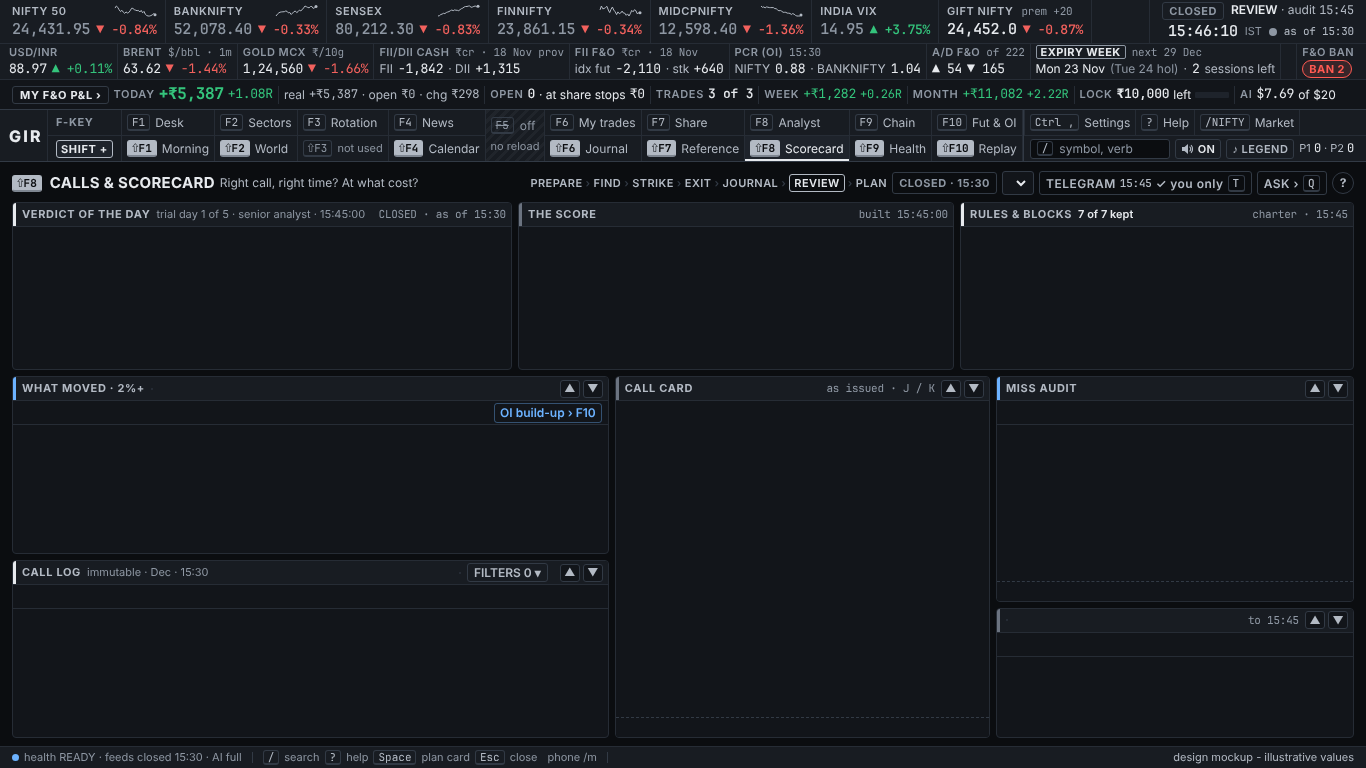 NIFTY 50 BANKNIFTY SENSEX FINNIFTY MIDCPNIFTY INDIA VIX GIFT NIFTY prem +20 CLOSED REVIEW · audit 15:45
24,431.95 ▼ -0.84% 52,078.40 ▼ -0.33% 80,212.30 ▼ -0.83% 23,861.15 ▼ -0.34% 12,598.40 ▼ -1.36% 14.95 ▲ +3.75% 24,452.0 ▼ -0.87% 15:46:10 IST as of 15:30
USD/INR BRENT $/bbl · 1m GOLD MCX ₹/10g FII/DII CASH ₹cr · 18 Nov prov FII F&O ₹cr · 18 Nov PCR (OI) 15:30 A/D F&O of 222 EXPIRY WEEK next 29 Dec F&O BAN
88.97 ▲ +0.11% 63.62 ▼ -1.44% 1,24,560 ▼ -1.66% FII -1,842 · DII +1,315 idx fut -2,110 · stk +640 NIFTY 0.88 · BANKNIFTY 1.04 ▲ 54 ▼ 165 Mon 23 Nov (Tue 24 hol) · 2 sessions left BAN 2
MY F&O P&L › TODAY +₹5,387 +1.08R real +₹5,387 · open ₹0 · chg ₹298 OPEN 0 · at share stops ₹0 TRADES 3 of 3 WEEK +₹1,282 +0.26R MONTH +₹11,082 +2.22R LOCK ₹10,000 left AI $7.69 of $20
GIR F-KEY F1 Desk F2 Sectors F3 Rotation F4 News F5 off F6 My trades F7 Share F8 Analyst F9 Chain F10 Fut & OI Ctrl , Settings ? Help /NIFTY Market
SHIFT + ⇧F1 Morning ⇧F2 World ⇧F3 not used ⇧F4 Calendar no reload ⇧F6 Journal ⇧F7 Reference ⇧F8 Scorecard ⇧F9 Health ⇧F10 Replay / symbol, verb ON ♪ LEGEND P1 0 · P2 0
⇧F8 CALLS & SCORECARD Right call, right time? At what cost? PREPARE › FIND › STRIKE › EXIT › JOURNAL › REVIEW › PLAN CLOSED · 15:30 TELEGRAM 15:45 ✓ you only T ASK › Q ?
VERDICT OF THE DAY trial day 1 of 5 · senior analyst · 15:45:00 CLOSED · as of 15:30 THE SCORE built 15:45:00 RULES & BLOCKS 7 of 7 kept charter · 15:45
WHAT MOVED · 2%+ ▲ ▼ CALL CARD as issued · J / K ▲ ▼ MISS AUDIT ▲ ▼
OI build-up › F10
CALL LOG immutable · Dec · 15:30 FILTERS 0 ▾ ▲ ▼
to 15:45 ▲ ▼
health READY · feeds closed 15:30 · AI full / search ? help Space plan card Esc close phone /m design mockup - illustrative values